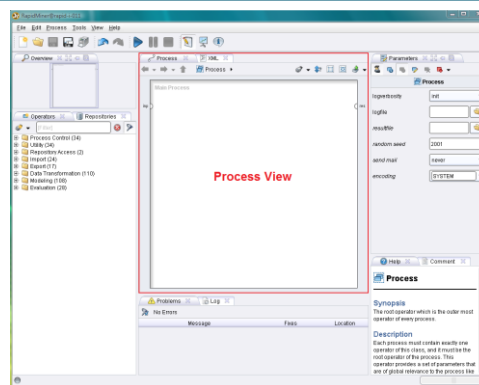 File Edit Process Tools View Help
Overview
Process XML
Parameters
Process
Process
Main Process
logverbosity init
logfile
resultfile
random seed 2001
send mail never
encoding SYSTEM
Operators Repositories
Process Control (34)
Utility (34)
Repository Access (2)
Import (24)
Export (17)
Data Transformation (110)
Modeling (108)
Evaluation (28)
Process View
Problems Log
No Errors
Message Fixes Location
Help Comment
Process
Synopsis
The root operator which is the outer most
operator of every process.
Description
Each process must contain exactly one
operator of this class, and it must be the
root operator of the process. This
operator provides a set of parameters that
are of global relevance to the process like